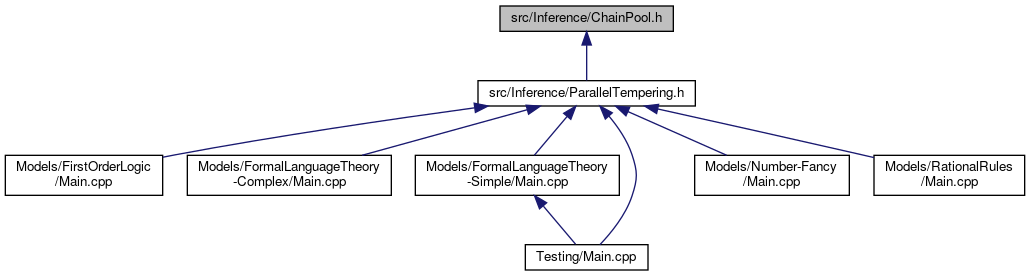 src/Inference/ChainPool.h
src/Inference/ParallelTempering.h
Models/FirstOrderLogic
/Main.cpp
Models/FormalLanguageTheory
-Complex/Main.cpp
Models/FormalLanguageTheory
-Simple/Main.cpp
Models/Number-Fancy
/Main.cpp
Models/RationalRules
/Main.cpp
Testing/Main.cpp